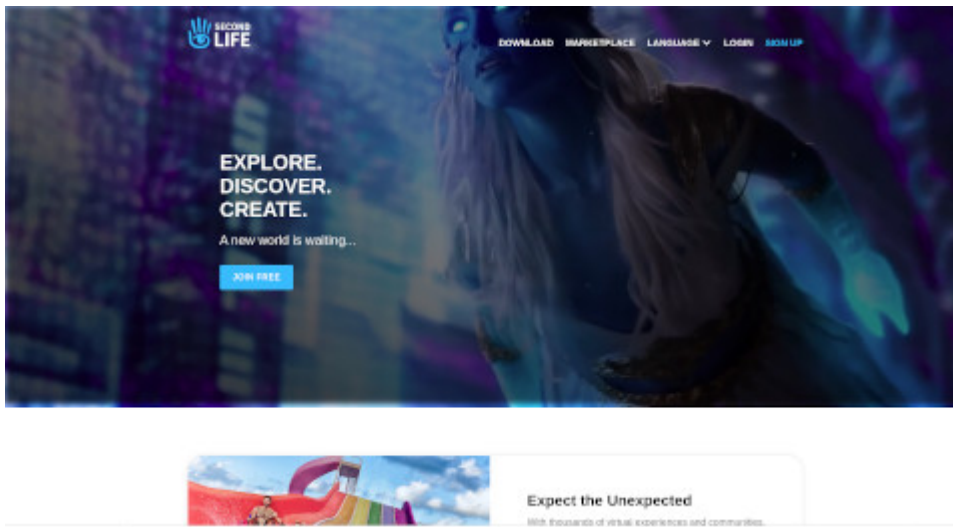 SECOND
LIFE
DOWNLOAD MARKETPLACE LANGUAGE LOGIN SIGN UP
EXPLORE.
DISCOVER.
CREATE.
A new world is waiting...
JOIN FREE
Expect the Unexpected
With thousands of virtual experiences and communities,